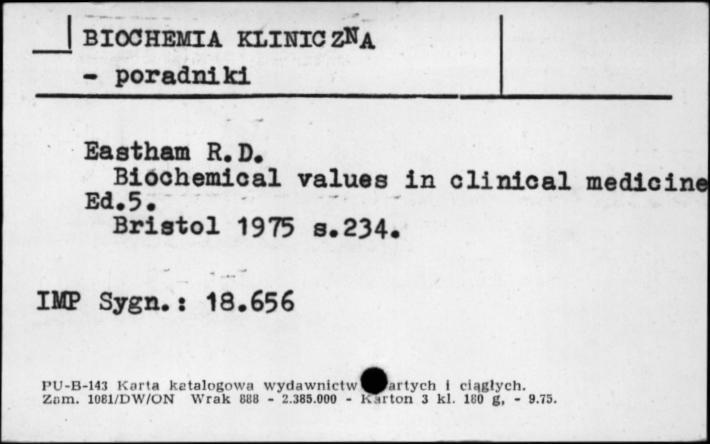 BIOCHEMIA KLINICZNA
- poradniki
Eastham R.D.
Biochemical values in clinical medicine
Ed.5.
Bristol 1975 s.234.
IMP Sygn.: 18.656
PU-B-143 Karta katalogowa wydawnictw artych i ciągłych.
Zam. 1081/DW/ON Wrak 888 - 2.385.000 - Karton 3 kl. 180 g, - 9.75.